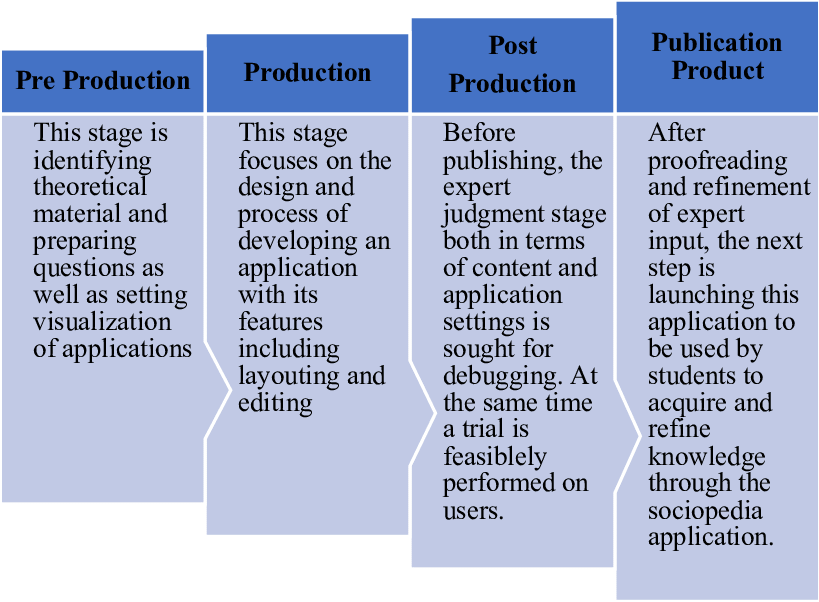 Pre Production
This stage is
identifying
theoretical
material and
preparing
questions as
well as setting
visualization
of applications
Production
This stage
focuses on the
design and
process of
developing an
application
with its
features
including
layouting and
editing
Post
Production
Before
publishing, the
expert
judgment stage
both in terms
of content and
application
settings is
sought for
debugging. At
the same time
a trial is
feasiblely
performed on
users.
Publication
Product
After
proofreading
and refinement
of expert
input, the next
step is
launching this
application to
be used by
students to
acquire and
refine
knowledge
through the
sociopedia
application.